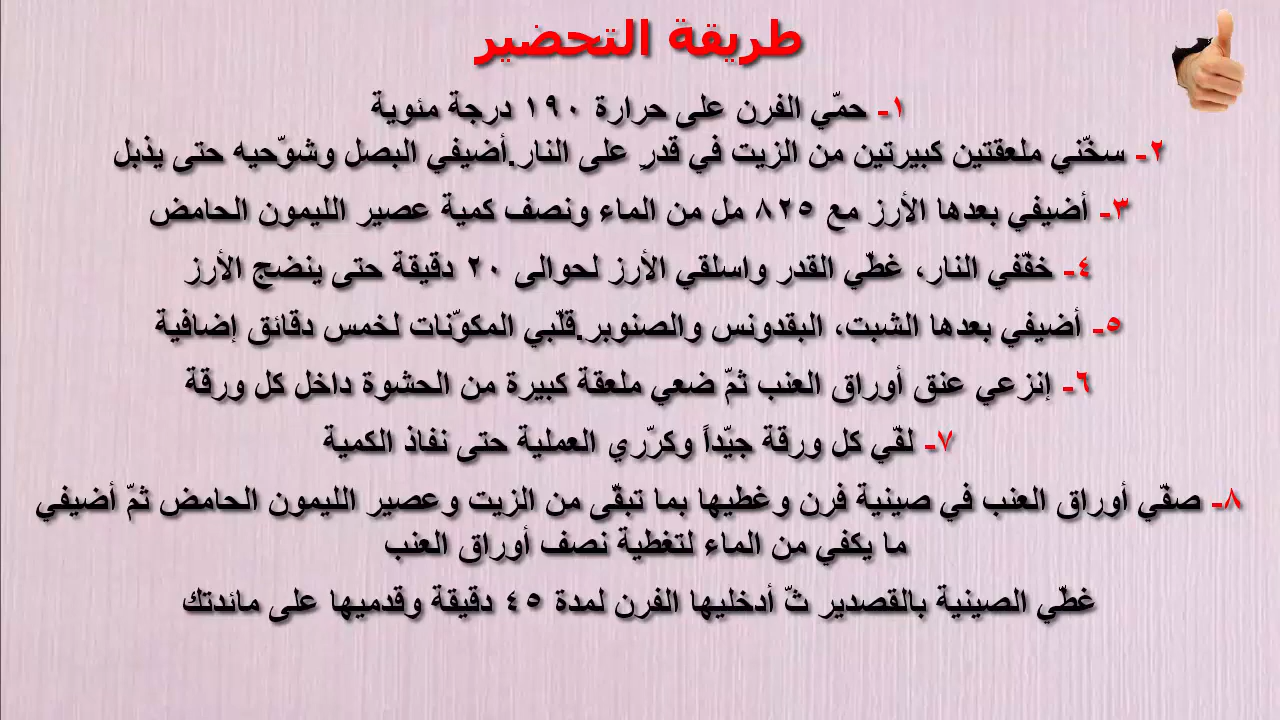 طريقة التحضير
١- حمّي الفرن على حرارة ١٩٠ درجة مئوية
٢- سخّني ملعقتين كبيرتين من الزيت في قدرٍ على النار.أضيفي البصل وشوّحيه حتى يذبل
٣- أضيفي بعدها الأرز مع ٨٢٥ مل من الماء ونصف كمية عصير الليمون الحامض
٤- خفّفي النار، غطّي القدر واسلقي الأرز لحوالى ٢٠ دقيقة حتى ينضج الأرز
٥- أضيفي بعدها الشبت، البقدونس والصنوبر.قلّبي المكوّنات لخمس دقائق إضافية
٦- إنزعي عنق أوراق العنب ثمّ ضعي ملعقة كبيرة من الحشوة داخل كل ورقة
٧- لفّي كل ورقة جيّداً وكرّري العملية حتى نفاذ الكمية
٨- صفّي أوراق العنب في صينية فرن وغطيها بما تبقّى من الزيت وعصير الليمون الحامض ثمّ أضيفي
ما يكفي من الماء لتغطية نصف أوراق العنب
غطّي الصينية بالقصدير ثّ أدخليها الفرن لمدة ٤٥ دقيقة وقدميها على مائدتك